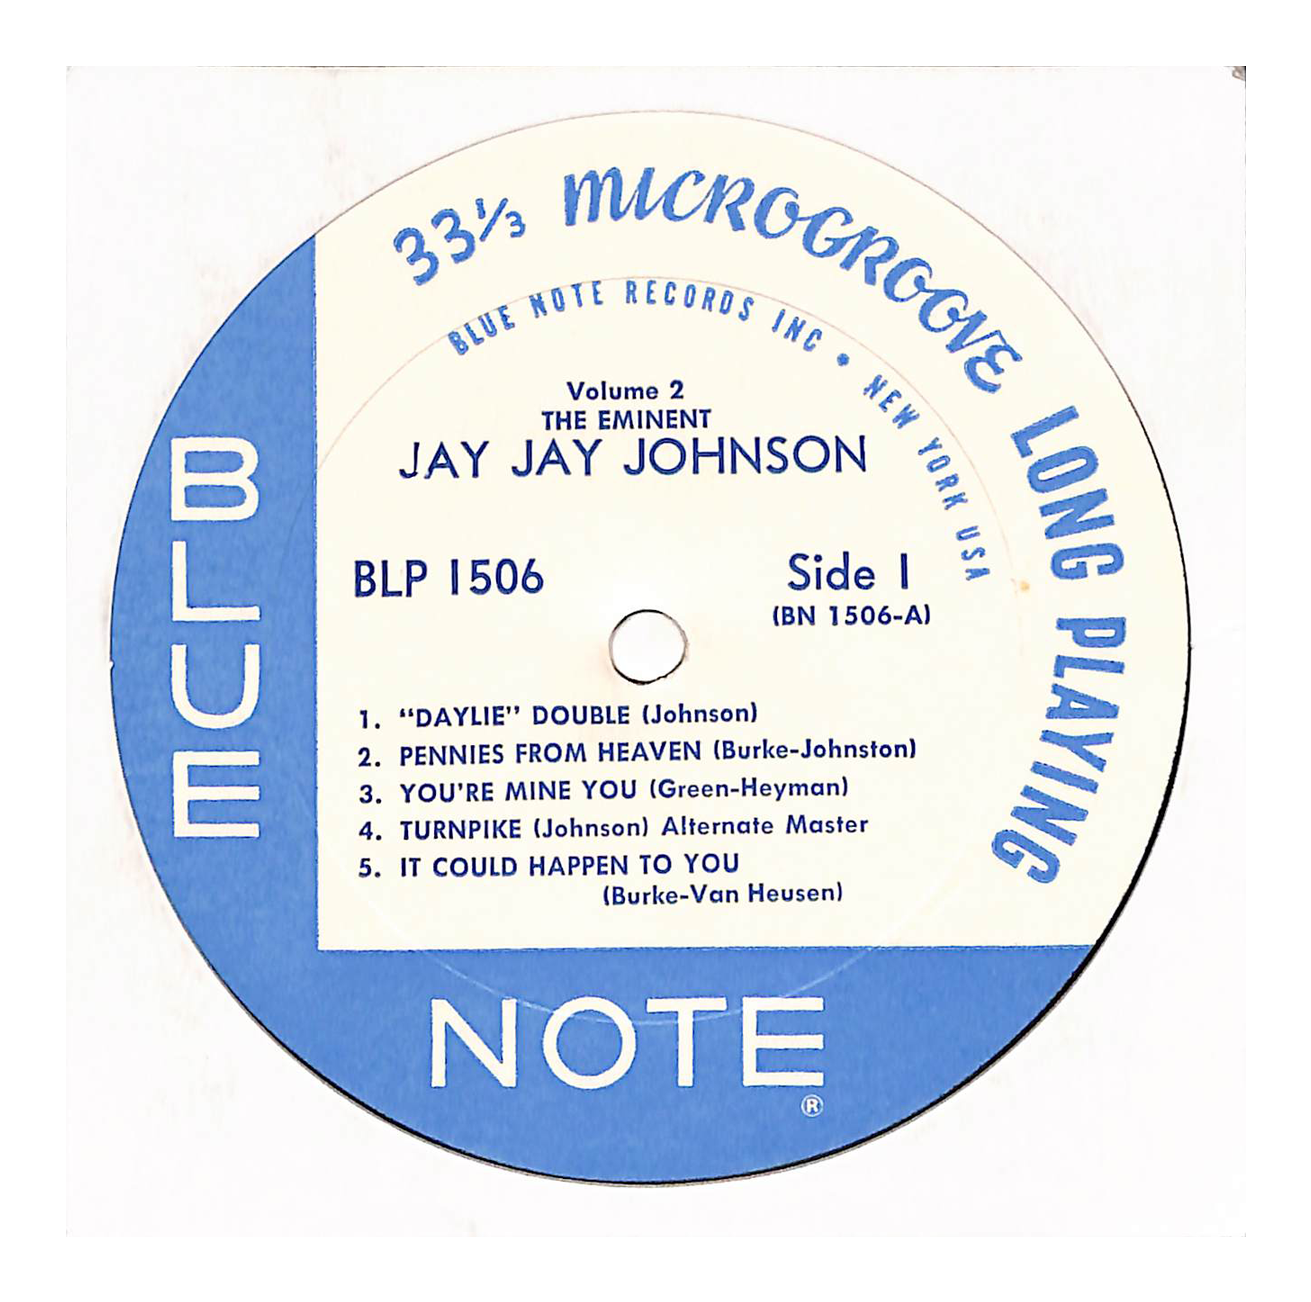 33⅓ MICROGROOVE LONG PLAYING
BLUE NOTE RECORDS INC • NEW YORK USA
Volume 2
THE EMINENT
JAY JAY JOHNSON
BLP 1506
Side 1
(BN 1506-A)
1. “DAYLIE” DOUBLE (Johnson)
2. PENNIES FROM HEAVEN (Burke-Johnston)
3. YOU'RE MINE YOU (Green-Heyman)
4. TURNPIKE (Johnson) Alternate Master
5. IT COULD HAPPEN TO YOU
(Burke-Van Heusen)
BLUE
NOTE
®